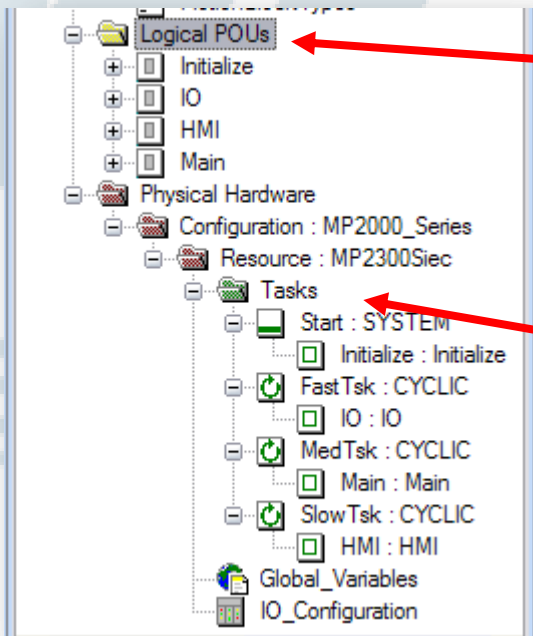 Logical POUs
Initialize
IO
HMI
Main
Physical Hardware
Configuration : MP2000_Series
Resource : MP2300Siec
Tasks
Start : SYSTEM
Initialize : Initialize
FastTsk : CYCLIC
IO : IO
MedTsk : CYCLIC
Main : Main
SlowTsk : CYCLIC
HMI : HMI
Global_Variables
IO_Configuration